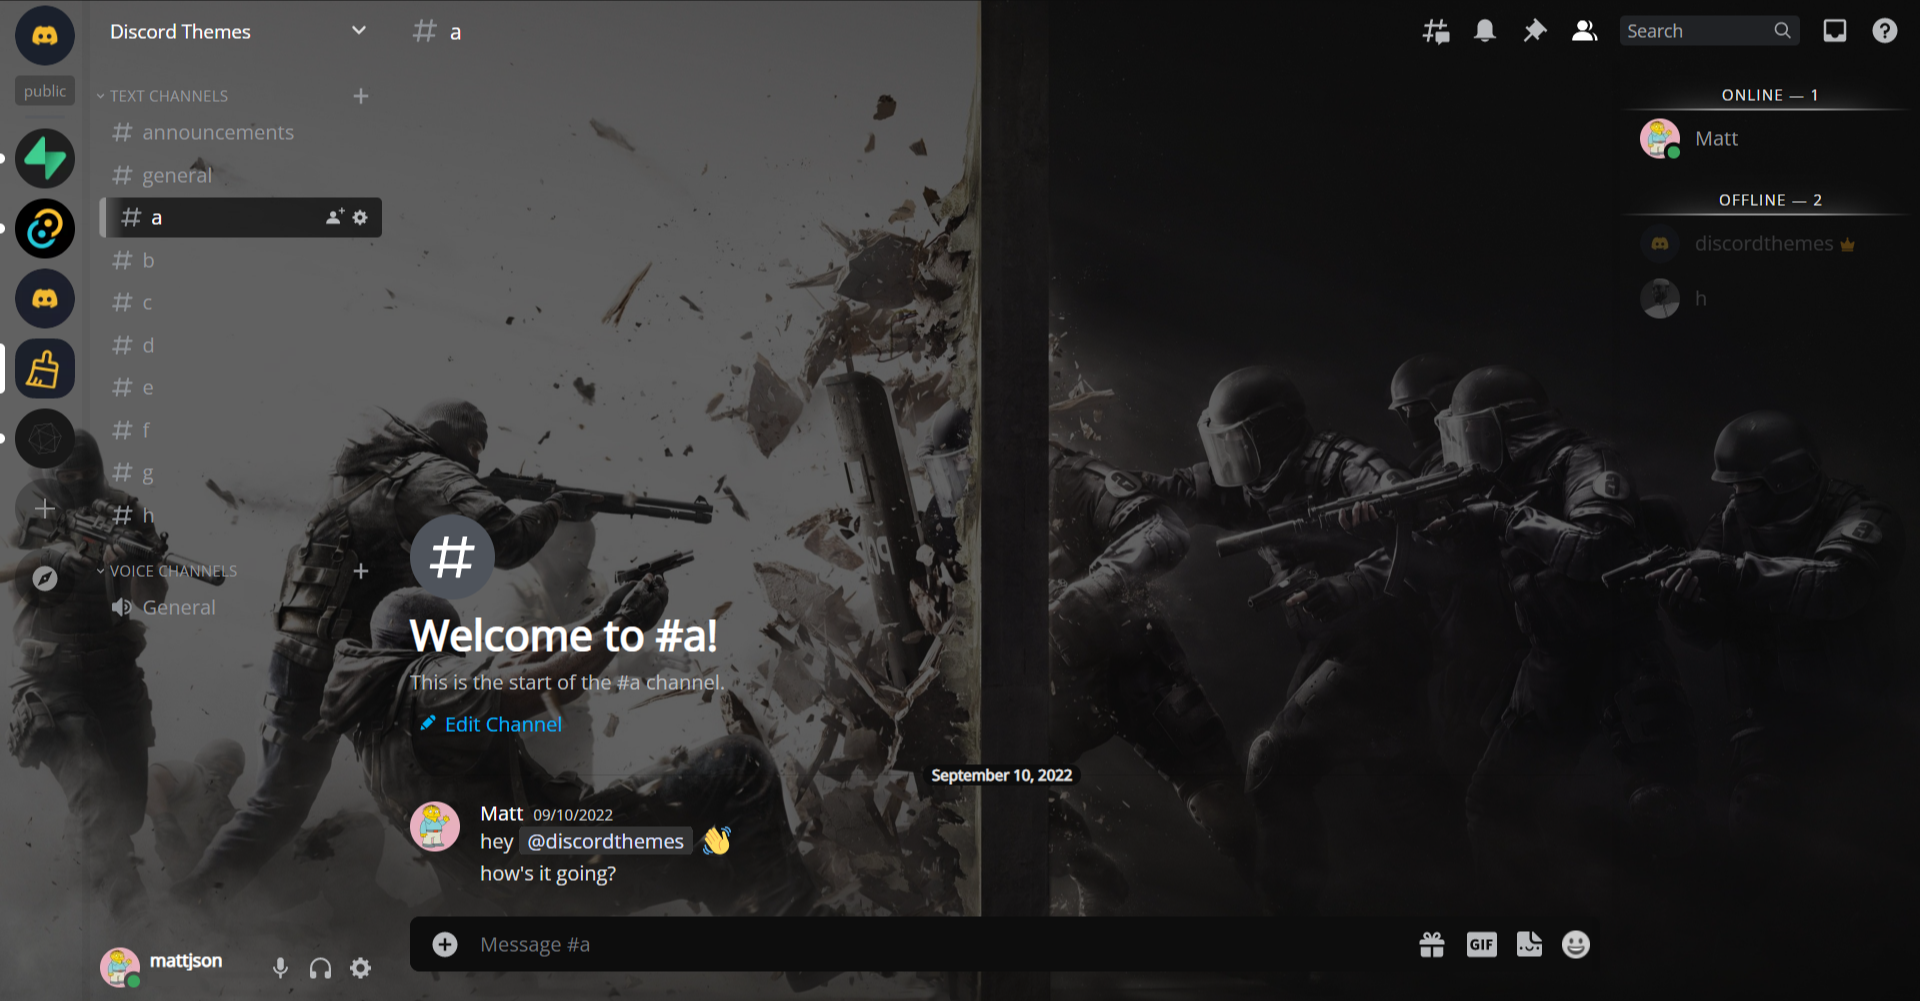 public
Discord Themes
TEXT CHANNELS
announcements
general
a
b
c
d
e
f
g
h
VOICE CHANNELS
General
mattjson
# a
Welcome to #a!
This is the start of the #a channel.
Edit Channel
September 10, 2022
Matt 09/10/2022
hey @discordthemes 👋
how's it going?
Message #a
GIF
Search
ONLINE — 1
Matt
OFFLINE — 2
discordthemes
h